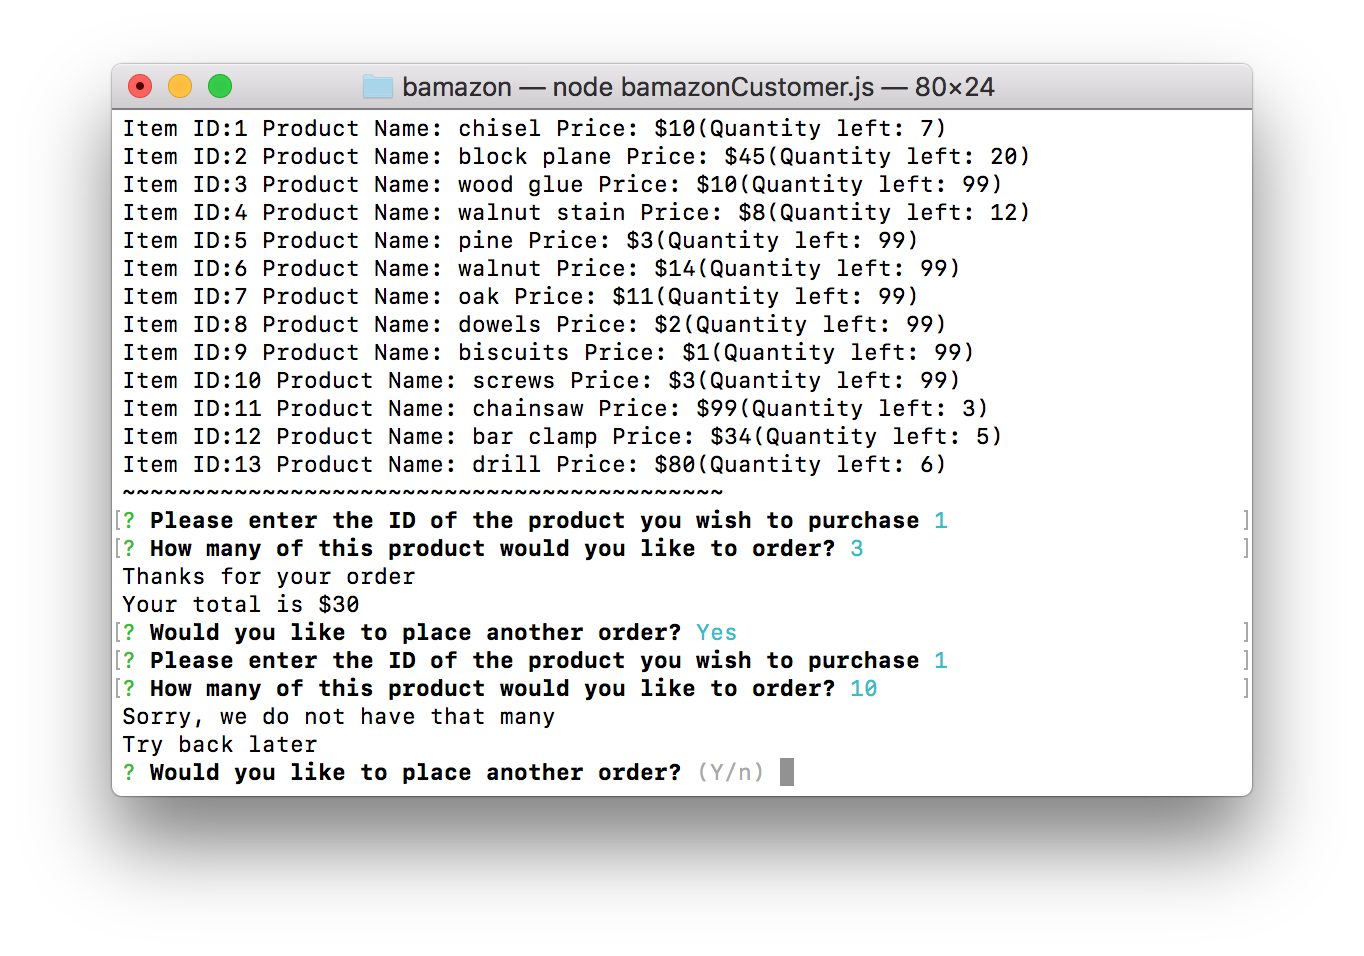 bamazon — node bamazonCustomer.js — 80×24
Item ID:1 Product Name: chisel Price: $10(Quantity left: 7)
Item ID:2 Product Name: block plane Price: $45(Quantity left: 20)
Item ID:3 Product Name: wood glue Price: $10(Quantity left: 99)
Item ID:4 Product Name: walnut stain Price: $8(Quantity left: 12)
Item ID:5 Product Name: pine Price: $3(Quantity left: 99)
Item ID:6 Product Name: walnut Price: $14(Quantity left: 99)
Item ID:7 Product Name: oak Price: $11(Quantity left: 99)
Item ID:8 Product Name: dowels Price: $2(Quantity left: 99)
Item ID:9 Product Name: biscuits Price: $1(Quantity left: 99)
Item ID:10 Product Name: screws Price: $3(Quantity left: 99)
Item ID:11 Product Name: chainsaw Price: $99(Quantity left: 3)
Item ID:12 Product Name: bar clamp Price: $34(Quantity left: 5)
Item ID:13 Product Name: drill Price: $80(Quantity left: 6)
~~~~~~~~~~~~~~~~~~~~~~~~~~~~~~~~~~~~~~~~~~~
[? Please enter the ID of the product you wish to purchase 1 ]
[? How many of this product would you like to order? 3 ]
Thanks for your order
Your total is $30
[? Would you like to place another order? Yes ]
[? Please enter the ID of the product you wish to purchase 1 ]
[? How many of this product would you like to order? 10 ]
Sorry, we do not have that many
Try back later
? Would you like to place another order? (Y/n)